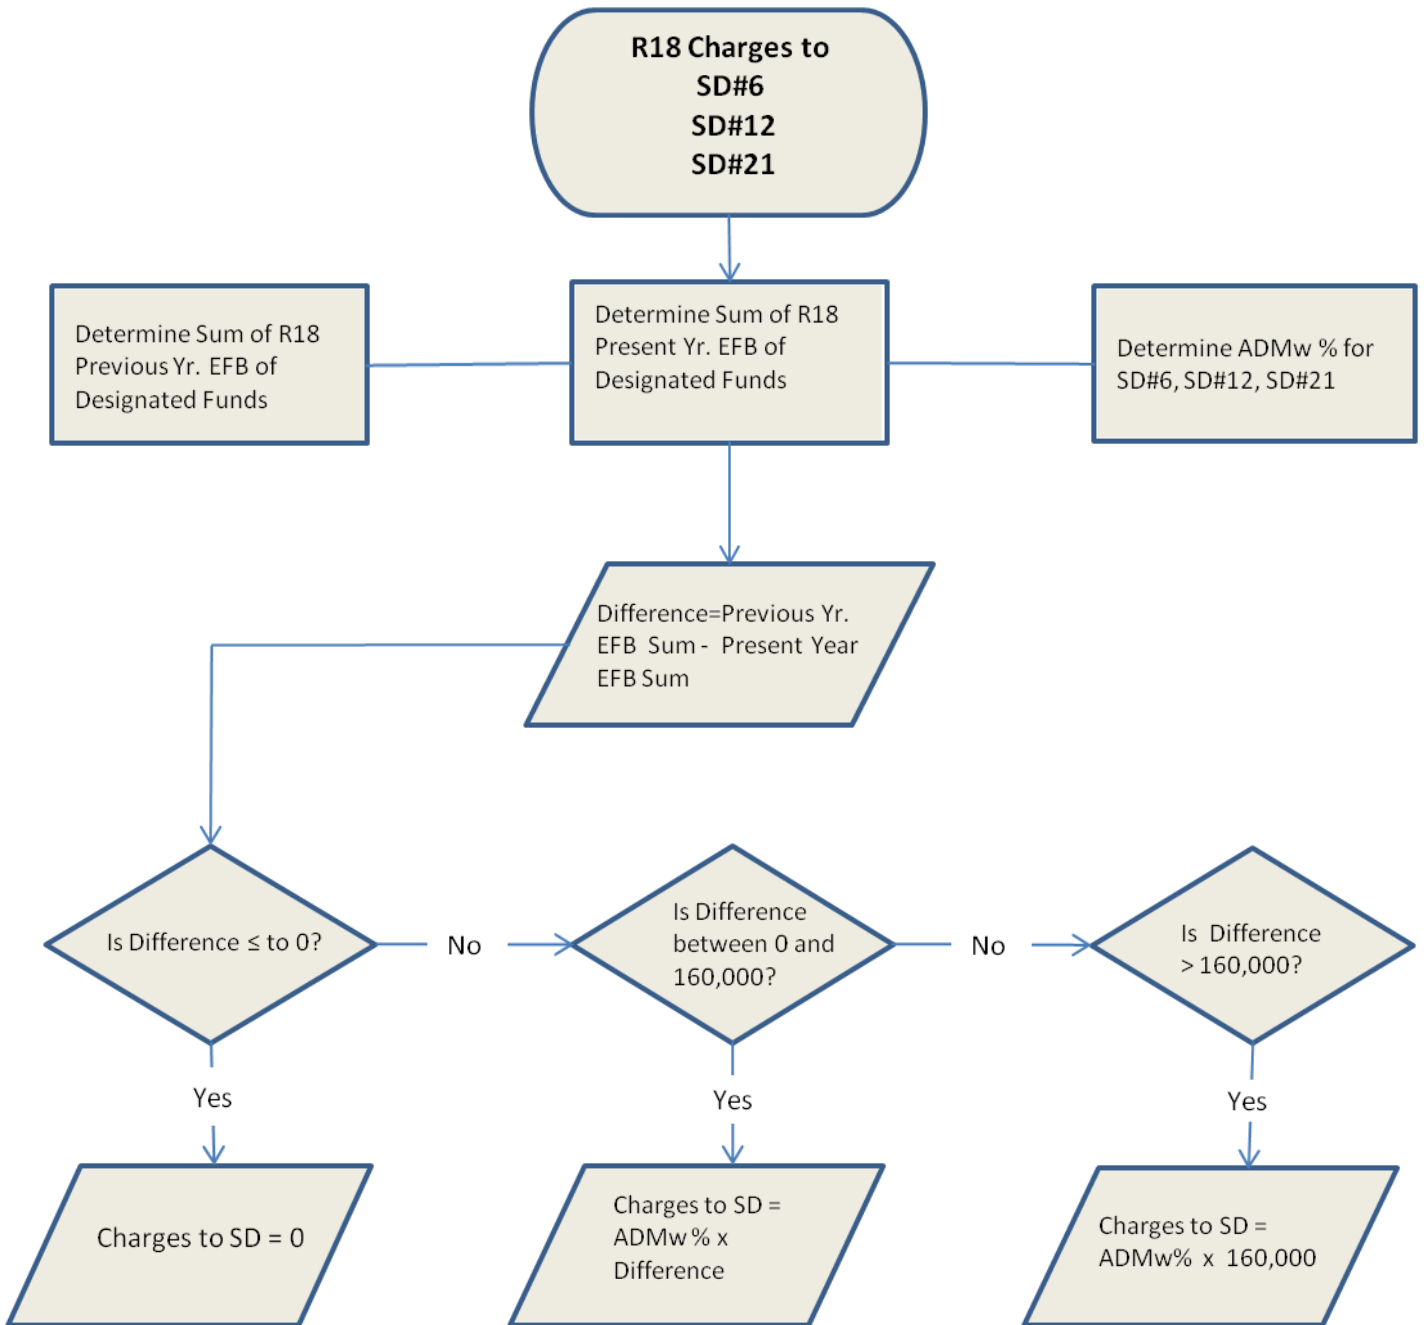 R18 Charges to
SD#6
SD#12
SD#21
Determine Sum of R18
Previous Yr. EFB of
Designated Funds
Determine Sum of R18
Present Yr. EFB of
Designated Funds
Determine ADMw % for
SD#6, SD#12, SD#21
Difference=Previous Yr.
EFB Sum - Present Year
EFB Sum
Is Difference ≤ to 0?
No
Is Difference
between 0 and
160,000?
No
Is Difference
> 160,000?
Yes
Yes
Yes
Charges to SD = 0
Charges to SD =
ADMw % x
Difference
Charges to SD =
ADMw% x 160,000